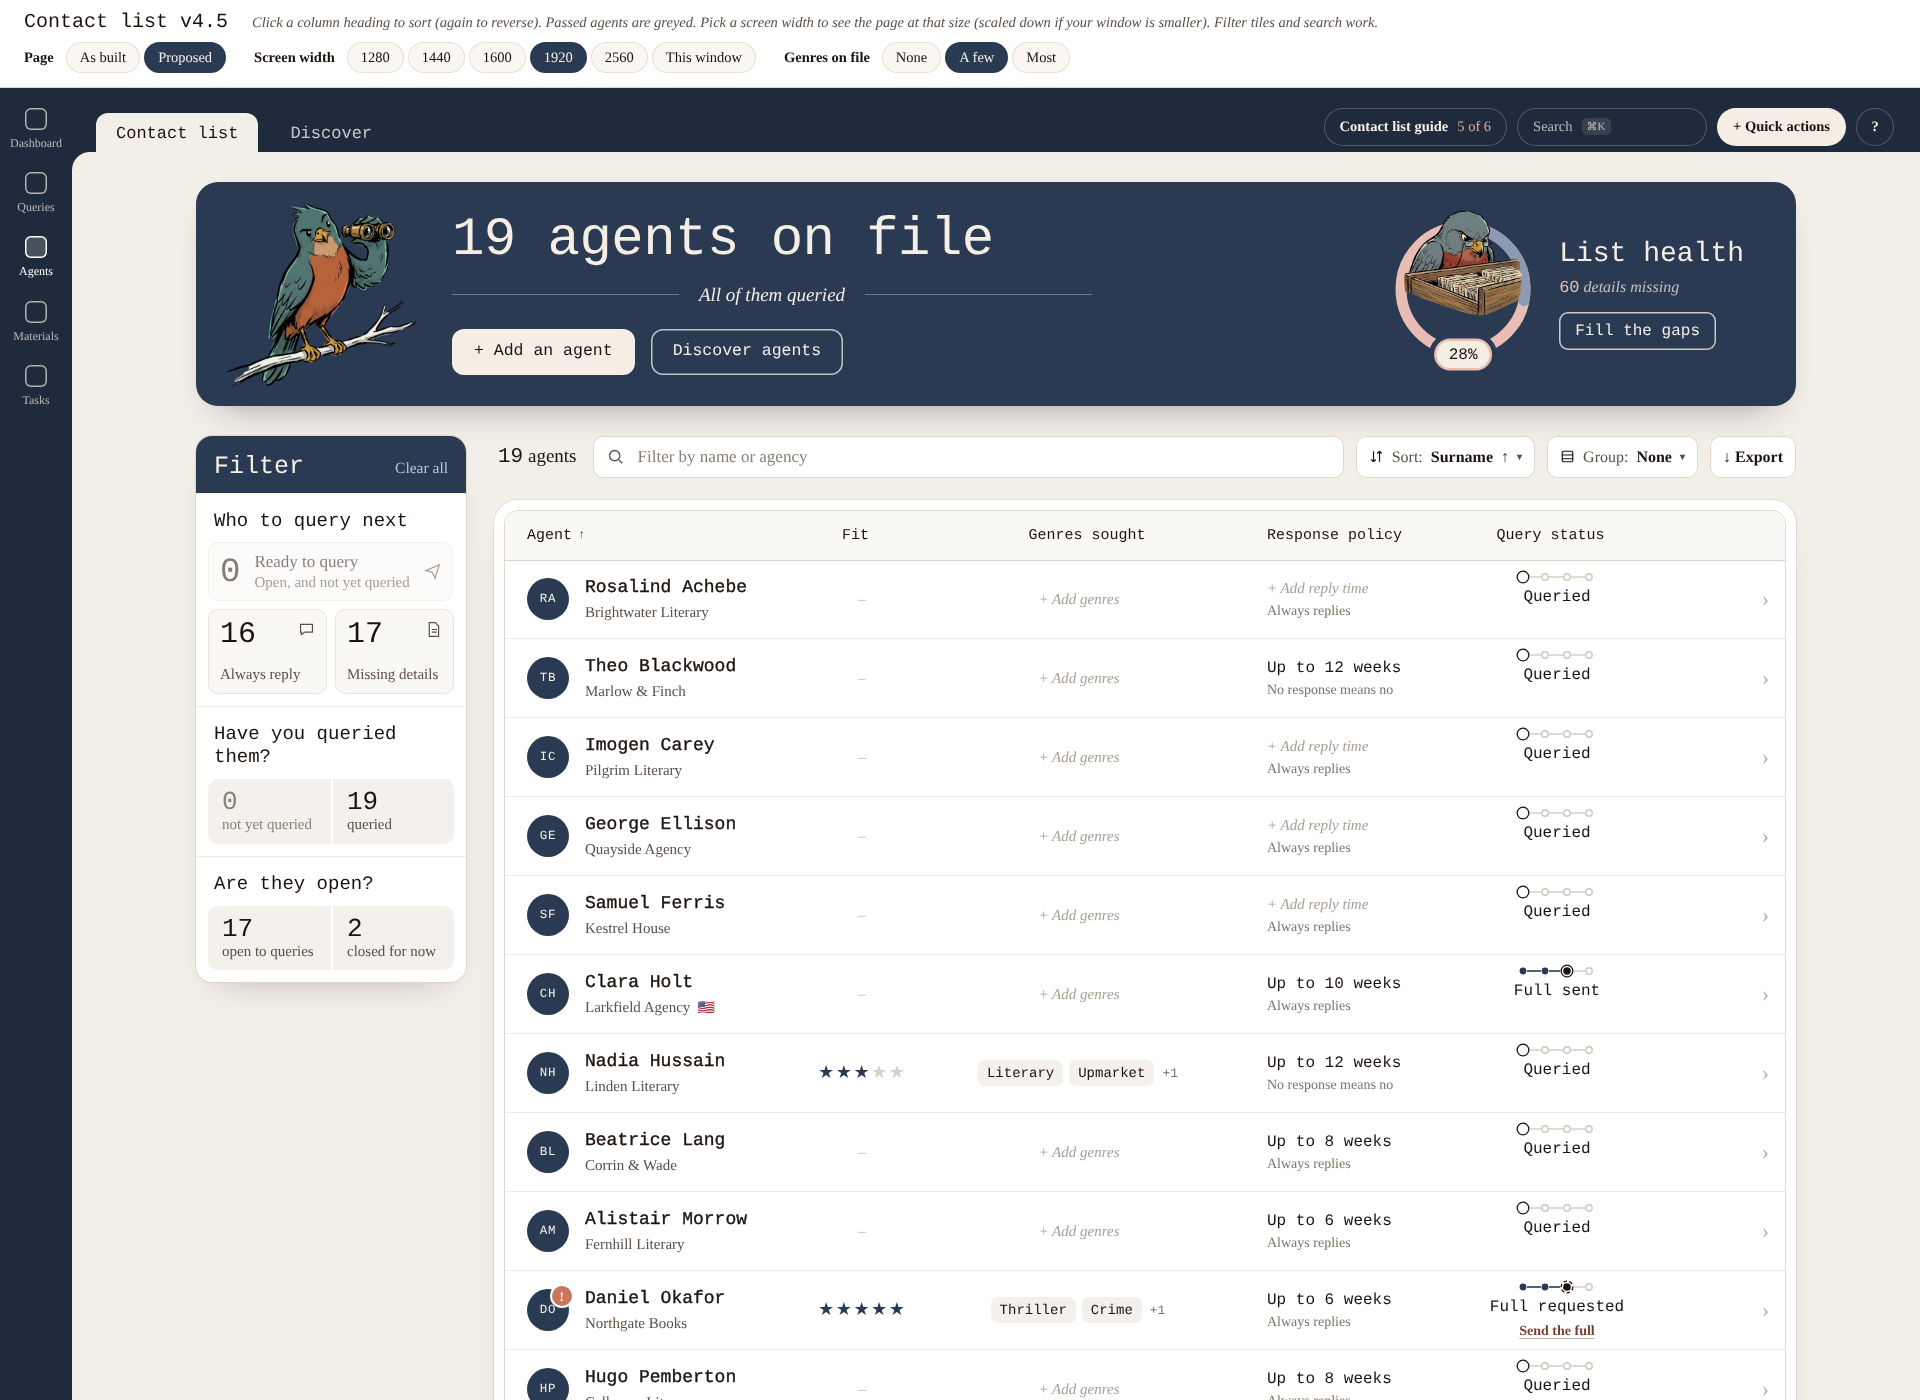 Contact list v4.5 Click a column heading to sort (again to reverse). Passed agents are greyed. Pick a screen width to see the page at that size (scaled down if your window is smaller). Filter tiles and search work.
Page As built Proposed Screen width 1280 1440 1600 1920 2560 This window Genres on file None A few Most
Contact list Discover Contact list guide 5 of 6 Search ⌘K + Quick actions ?
Dashboard
Queries
Agents
Materials
Tasks
19 agents on file
All of them queried
+ Add an agent Discover agents
28%
List health
60 details missing
Fill the gaps
Filter Clear all
Who to query next
0 Ready to query
Open, and not yet queried
16 17
Always reply Missing details
Have you queried
them?
0 19
not yet queried queried
Are they open?
17 2
open to queries closed for now
19 agents Filter by name or agency Sort: Surname ↑ ▾ Group: None ▾ ↓ Export
Agent ↑ Fit Genres sought Response policy Query status
RA Rosalind Achebe – + Add genres + Add reply time Queried ›
Brightwater Literary Always replies
TB Theo Blackwood – + Add genres Up to 12 weeks Queried ›
Marlow & Finch No response means no
IC Imogen Carey – + Add genres + Add reply time Queried ›
Pilgrim Literary Always replies
GE George Ellison – + Add genres + Add reply time Queried ›
Quayside Agency Always replies
SF Samuel Ferris – + Add genres + Add reply time Queried ›
Kestrel House Always replies
CH Clara Holt – + Add genres Up to 10 weeks Full sent ›
Larkfield Agency 🇺🇸 Always replies
NH Nadia Hussain ★★★★★ Literary Upmarket +1 Up to 12 weeks Queried ›
Linden Literary No response means no
BL Beatrice Lang – + Add genres Up to 8 weeks Queried ›
Corrin & Wade Always replies
AM Alistair Morrow – + Add genres Up to 6 weeks Queried ›
Fernhill Literary Always replies
DO ! Daniel Okafor ★★★★★ Thriller Crime +1 Up to 6 weeks Full requested ›
Northgate Books Always replies Send the full
HP Hugo Pemberton – + Add genres Up to 8 weeks Queried ›